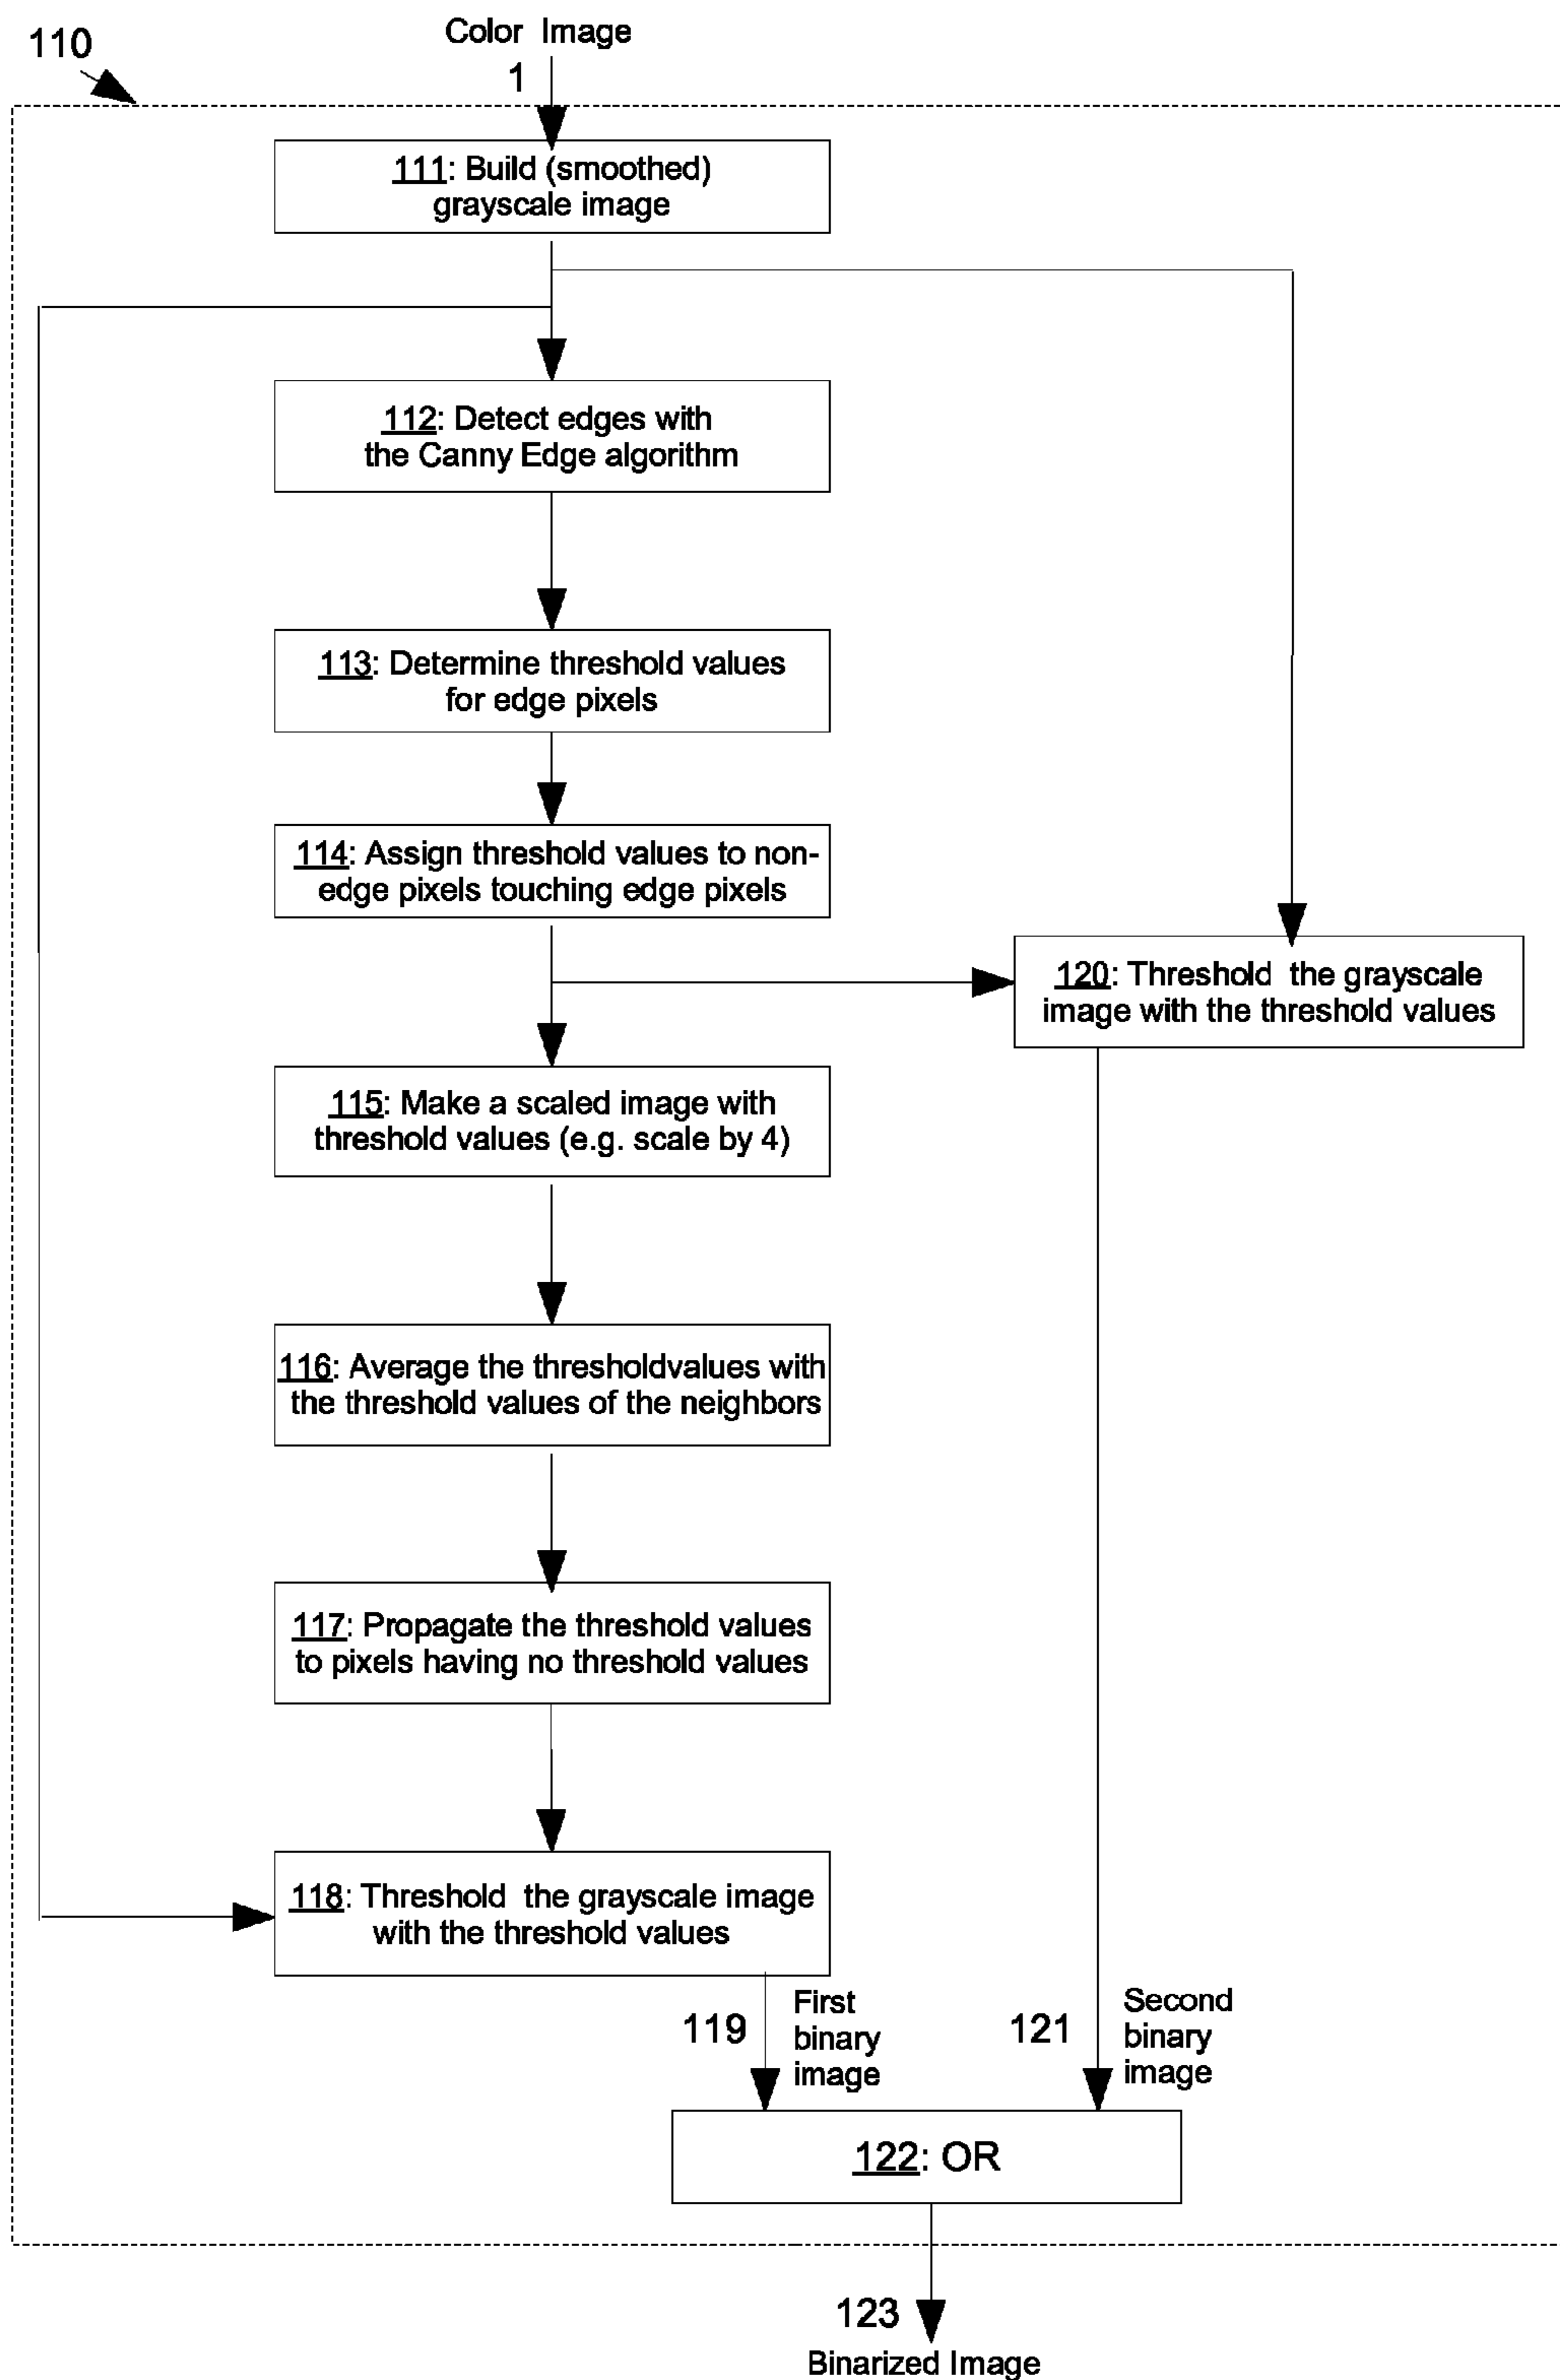 110
Color Image
1
111: Build (smoothed)
grayscale image
112: Detect edges with
the Canny Edge algorithm
113: Determine threshold values
for edge pixels
114: Assign threshold values to non-
edge pixels touching edge pixels
120: Threshold the grayscale
image with the threshold values
115: Make a scaled image with
threshold values (e.g. scale by 4)
116: Average the thresholdvalues with
the threshold values of the neighbors
117: Propagate the threshold values
to pixels having no threshold values
118: Threshold the grayscale image
with the threshold values
119
First
binary
image
121
Second
binary
image
122: OR
123
Binarized Image